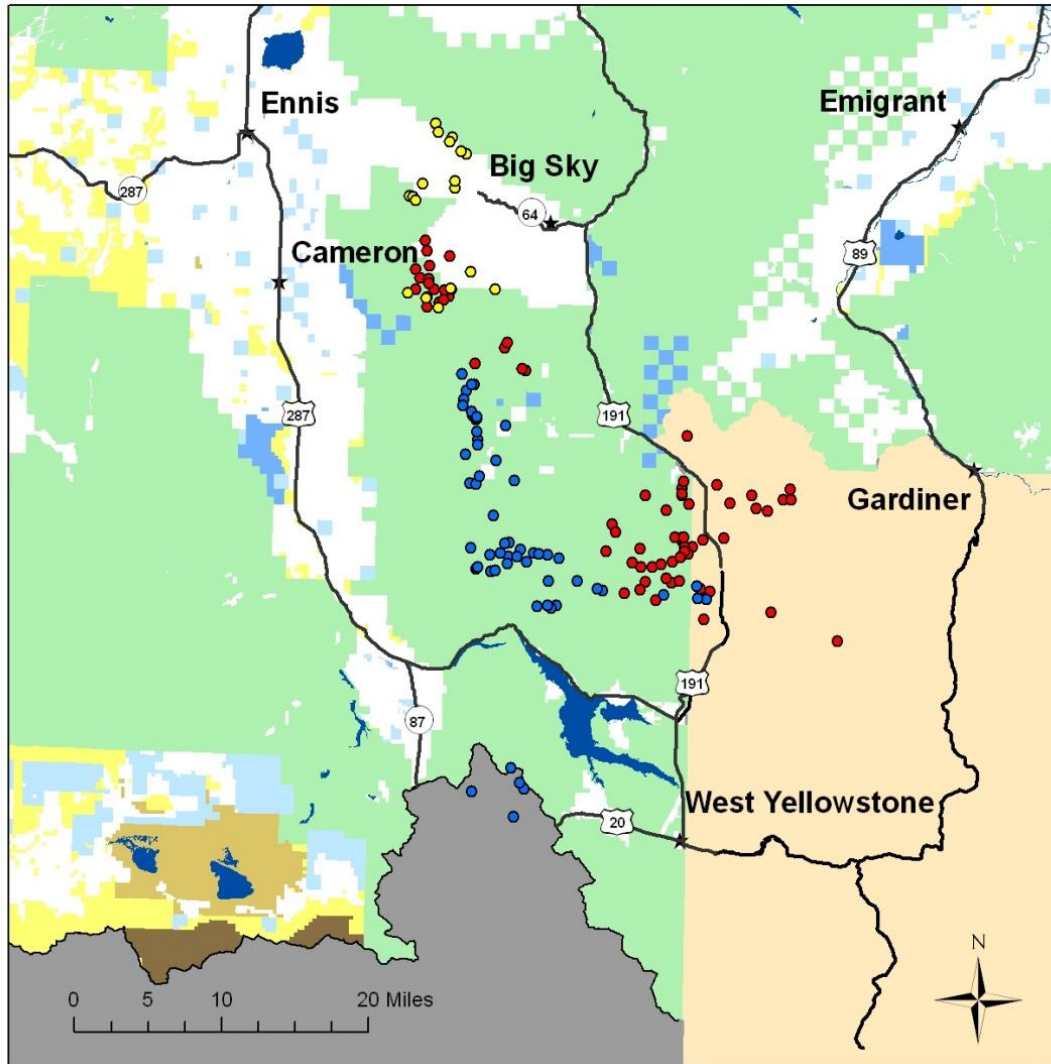 Ennis
Emigrant
Big Sky
287
64
Cameron
89
287
191
Gardiner
191
87
West Yellowstone
20
N
0 5 10 20 Miles